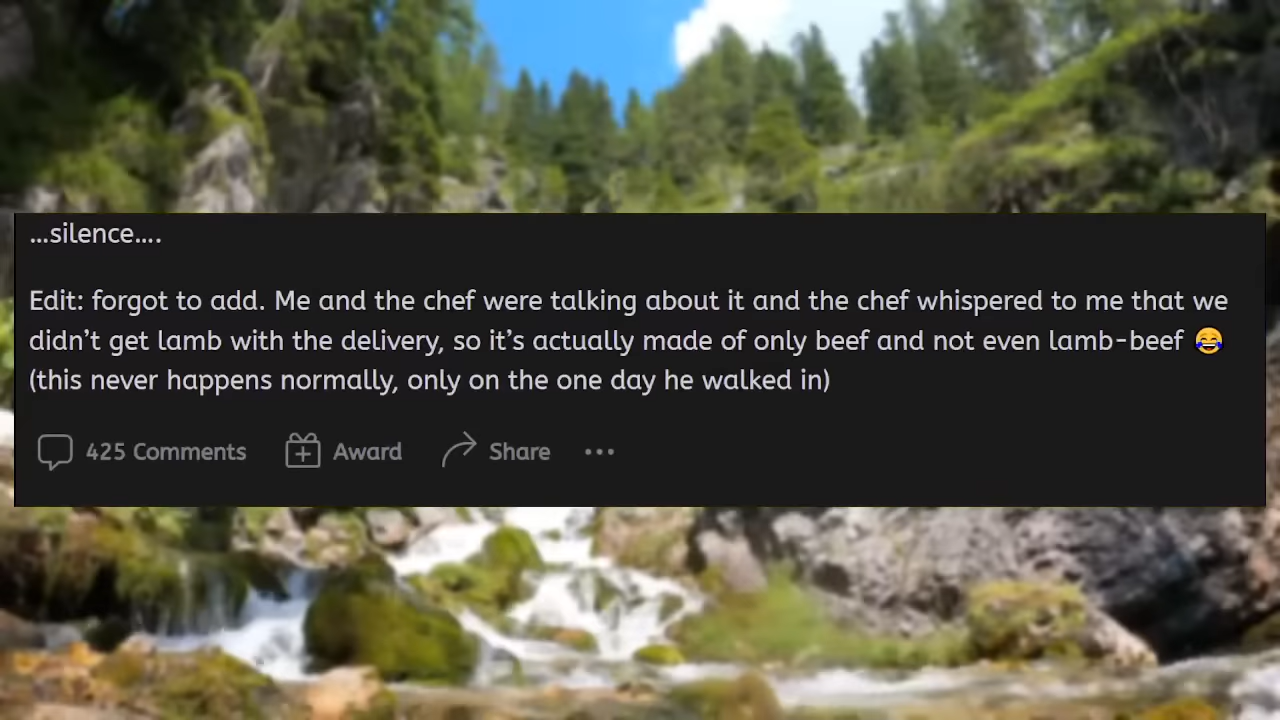 …silence….
Edit: forgot to add. Me and the chef were talking about it and the chef whispered to me that we
didn’t get lamb with the delivery, so it’s actually made of only beef and not even lamb-beef 😂
(this never happens normally, only on the one day he walked in)
425 Comments Award Share •••